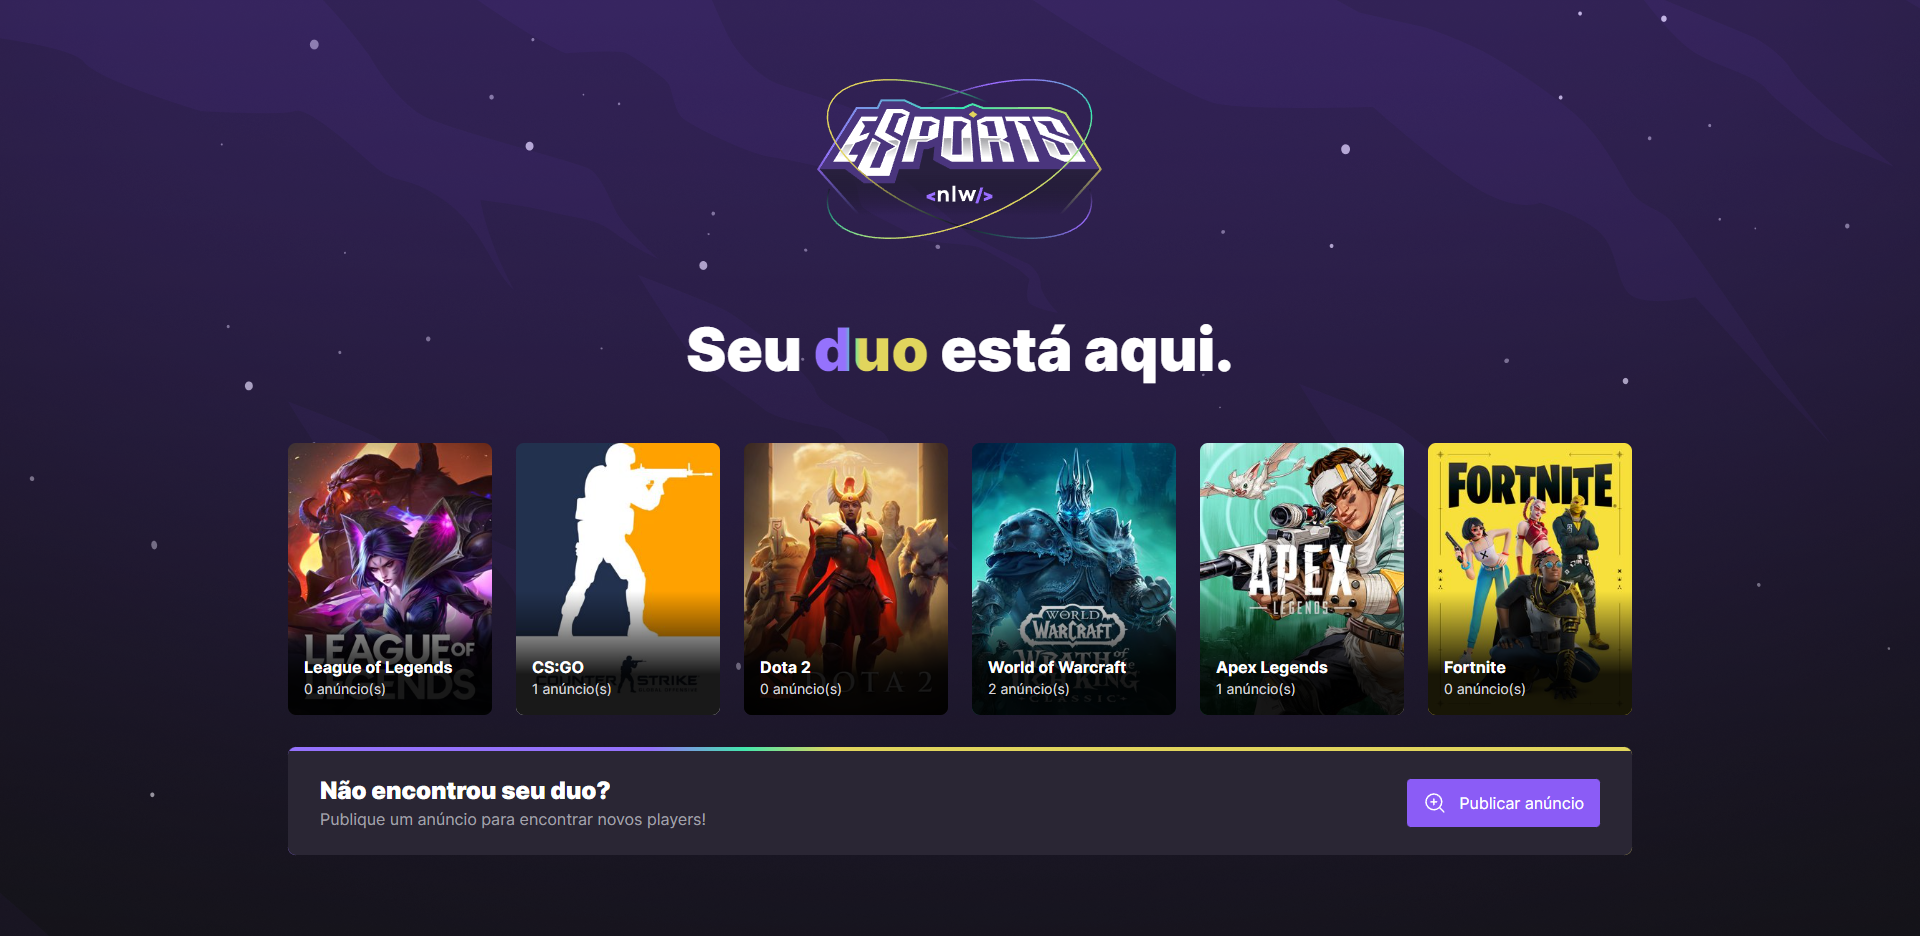 ESPORTS
<nlw/>
Seu duo está aqui.
LEAGUE OF
LEGENDS
League of Legends
0 anúncio(s)
COUNTER STRIKE
CS:GO
1 anúncio(s)
DOTA 2
Dota 2
0 anúncio(s)
WORLD
WARCRAFT
WRATH of the
LICH KING
CLASSIC
World of Warcraft
2 anúncio(s)
APEX
LEGENDS
Apex Legends
1 anúncio(s)
FORTNITE
Fortnite
0 anúncio(s)
Não encontrou seu duo?
Publique um anúncio para encontrar novos players!
Publicar anúncio